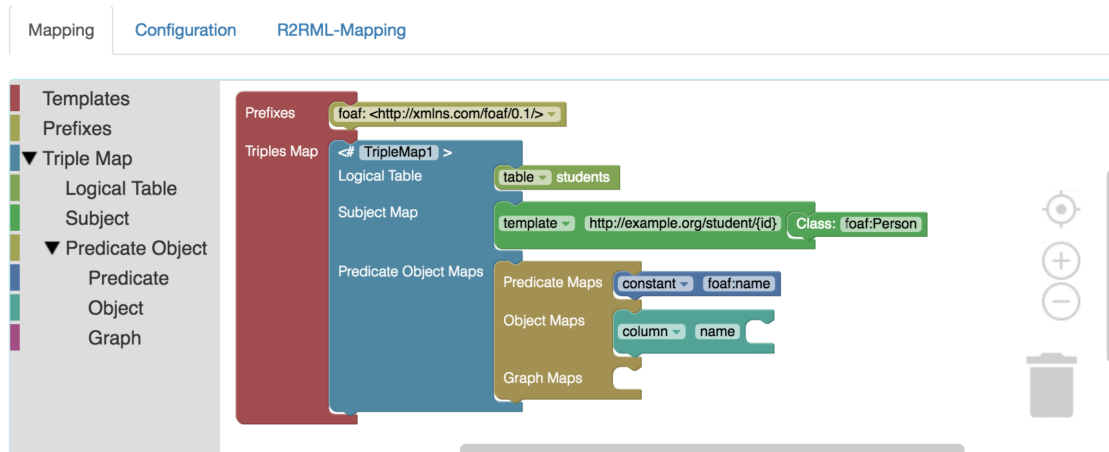 Mapping Configuration R2RML-Mapping
Templates
Prefixes
Triple Map
Logical Table
Subject
Predicate Object
Predicate
Object
Graph
Prefixes foaf: <http://xmlns.com/foaf/0.1/>
Triples Map <# TripleMap1 >
Logical Table table students
Subject Map template http://example.org/student/{id} Class: foaf:Person
Predicate Object Maps Predicate Maps constant foaf:name
Object Maps column name
Graph Maps